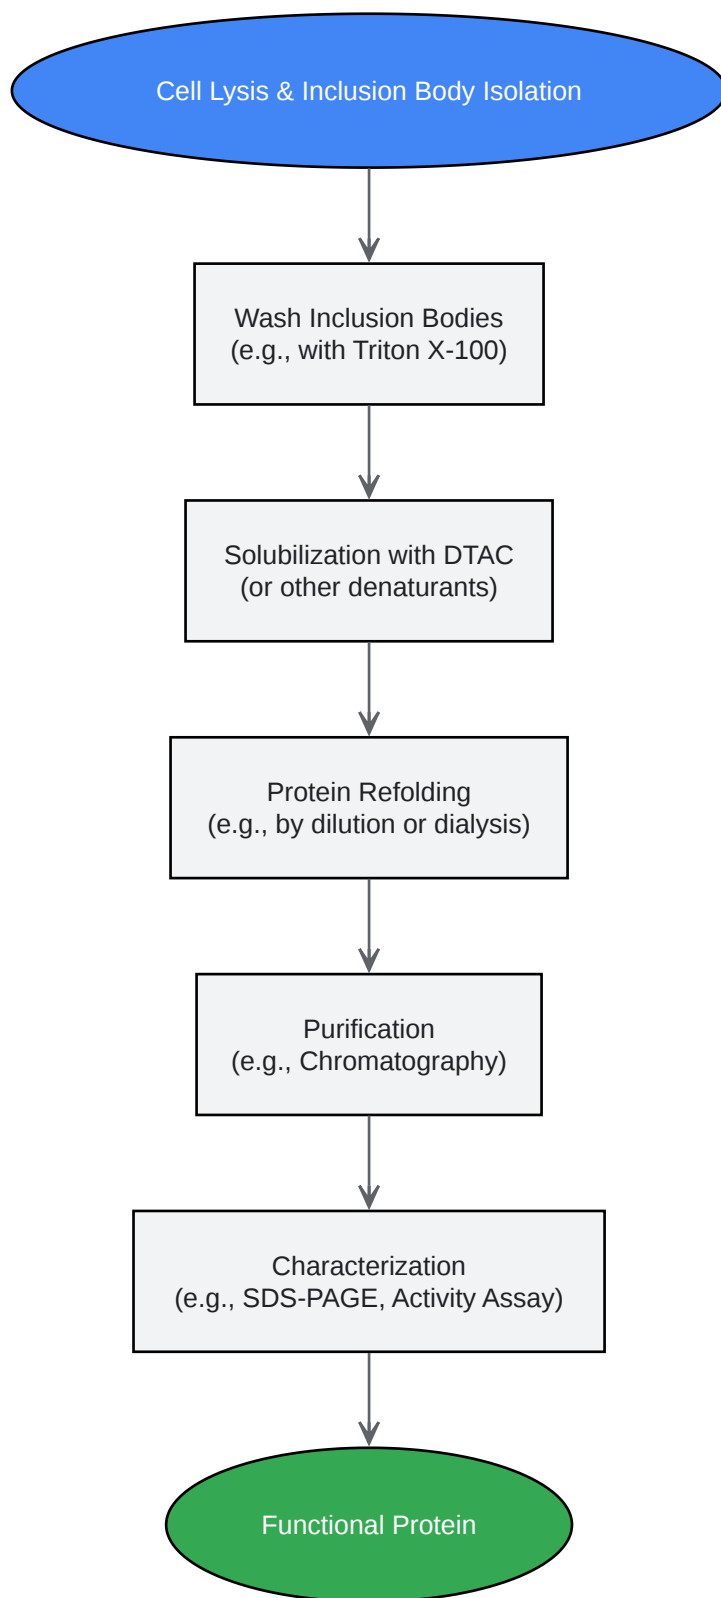 Cell Lysis & Inclusion Body Isolation
Wash Inclusion Bodies
(e.g., with Triton X-100)
Solubilization with DTAC
(or other denaturants)
Protein Refolding
(e.g., by dilution or dialysis)
Purification
(e.g., Chromatography)
Characterization
(e.g., SDS-PAGE, Activity Assay)
Functional Protein